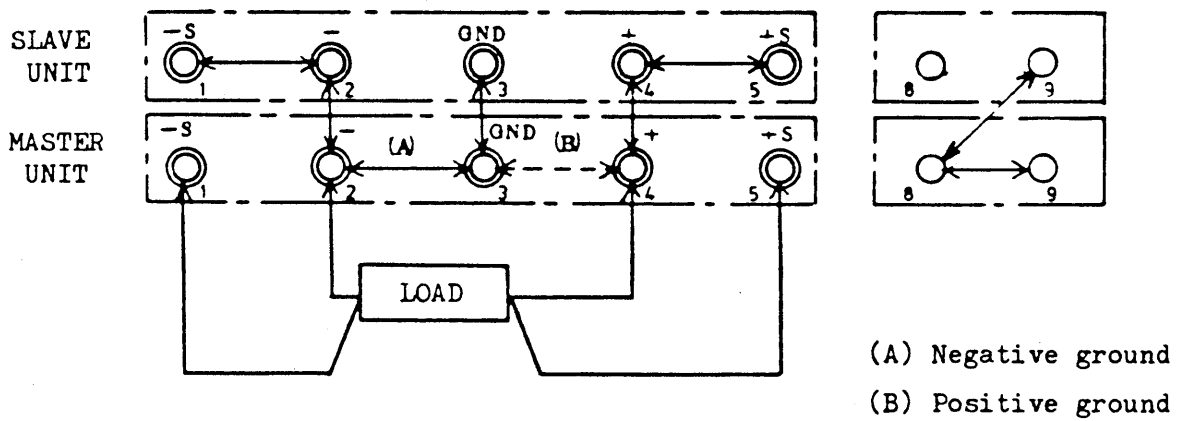 SLAVE UNIT
-S - GND + +S
1 2 3 4 5
8 9
MASTER UNIT
-S - (A) GND (B) + +S
1 2 3 4 5
8 9
LOAD
(A) Negative ground
(B) Positive ground